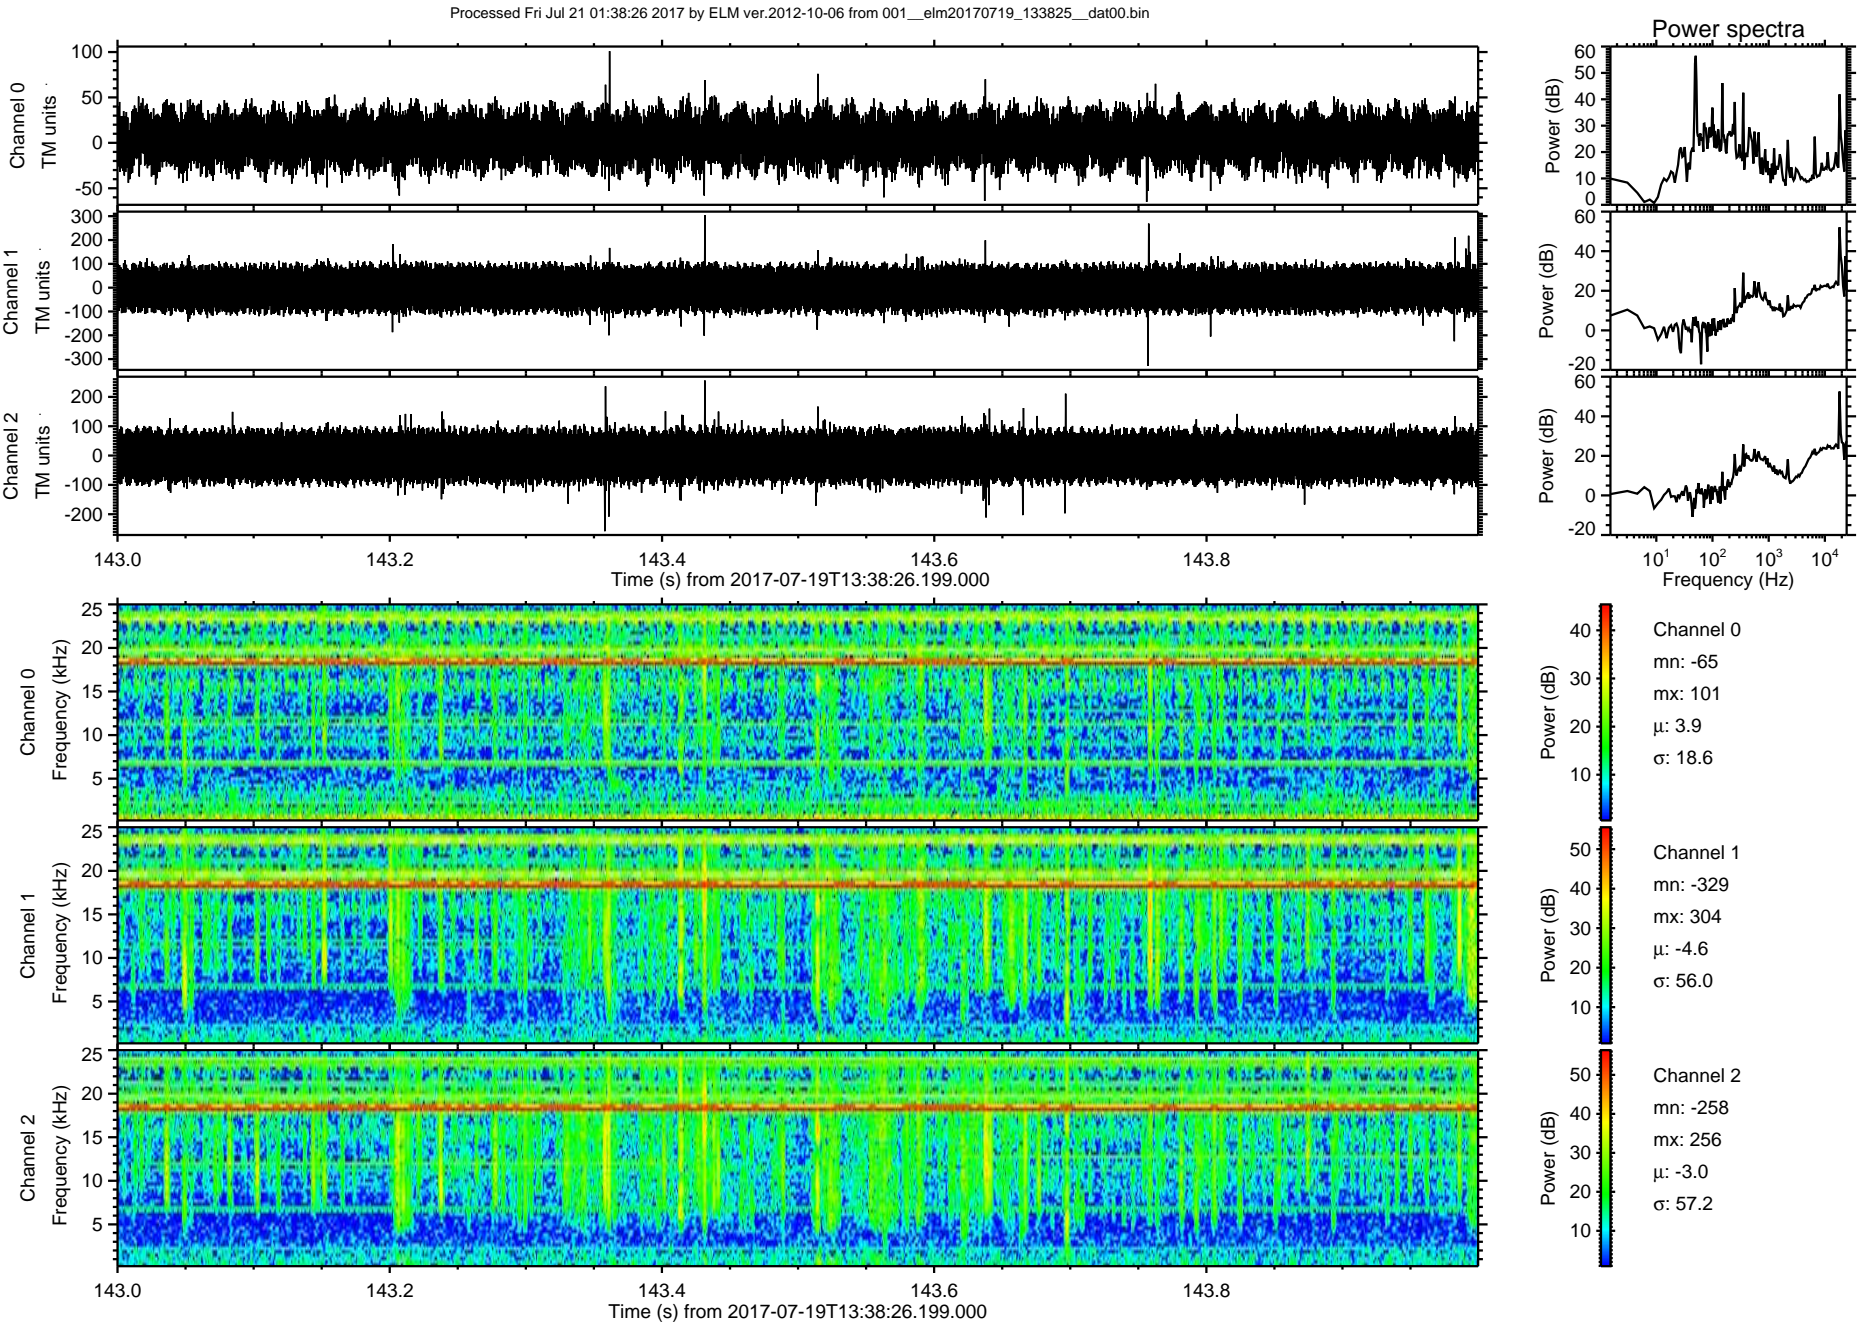 Processed Fri Jul 21 01:38:26 2017 by ELM ver.2012-10-06 from 001__elm20170719_133825__dat00.bin
Power spectra
Channel 0
TM units
100
50
0
-50
Power (dB)
60
50
40
30
20
10
0
Channel 1
TM units
300
200
100
0
-100
-200
-300
Power (dB)
60
40
20
0
-20
Channel 2
TM units
200
100
0
-100
-200
Power (dB)
60
40
20
0
-20
143.0 143.2 143.4 143.6 143.8
Time (s) from 2017-07-19T13:38:26.199.000
10¹ 10² 10³ 10⁴
Frequency (Hz)
Channel 0
Frequency (kHz)
25
20
15
10
5
Power (dB)
40
30
20
10
Channel 0
mn: -65
mx: 101
μ: 3.9
σ: 18.6
Channel 1
Frequency (kHz)
25
20
15
10
5
Power (dB)
50
40
30
20
10
Channel 1
mn: -329
mx: 304
μ: -4.6
σ: 56.0
Channel 2
Frequency (kHz)
25
20
15
10
5
Power (dB)
50
40
30
20
10
Channel 2
mn: -258
mx: 256
μ: -3.0
σ: 57.2
143.0 143.2 143.4 143.6 143.8
Time (s) from 2017-07-19T13:38:26.199.000